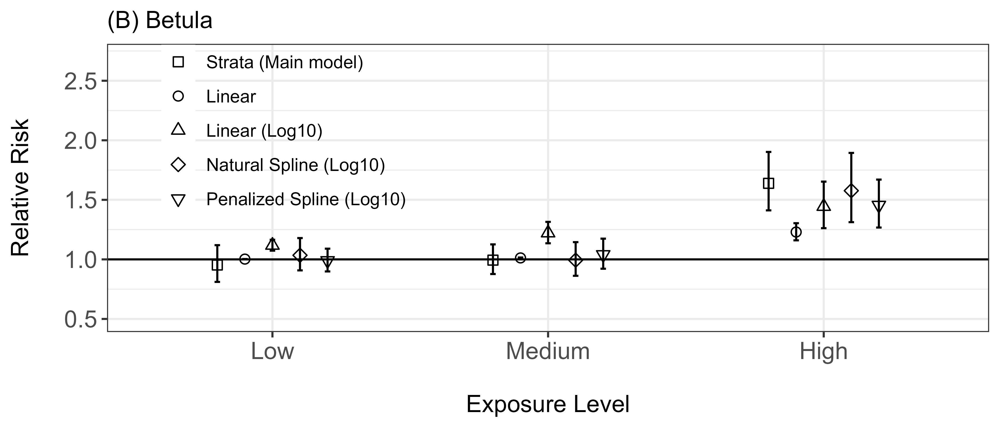 (B) Betula
Strata (Main model)
Linear
Linear (Log10)
Natural Spline (Log10)
Penalized Spline (Log10)
Relative Risk
2.5
2.0
1.5
1.0
0.5
Low Medium High
Exposure Level